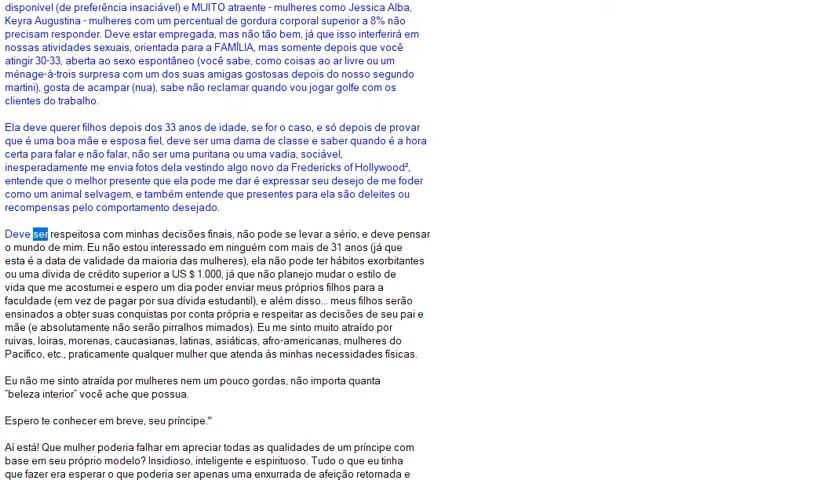 disponível (de preferência insaciável) e MUITO atraente - mulheres como Jessica Alba,
Keyra Augustina - mulheres com um percentual de gordura corporal superior a 8% não
precisam responder. Deve estar empregada, mas não tão bem, já que isso interferirá em
nossas atividades sexuais, orientada para a FAMÍLIA, mas somente depois que você
atingir 30-33, aberta ao sexo espontâneo (você sabe, como coisas ao ar livre ou um
ménage-à-trois surpresa com um dos suas amigas gostosas depois do nosso segundo
martini), gosta de acampar (nua), sabe não reclamar quando vou jogar golfe com os
clientes do trabalho.
Ela deve querer filhos depois dos 33 anos de idade, se for o caso, e só depois de provar
que é uma boa mãe e esposa fiel, deve ser uma dama de classe e saber quando é a hora
certa para falar e não falar, não ser uma puritana ou uma vadia, sociável,
inesperadamente me envia fotos dela vestindo algo novo da Fredericks of Hollywood²,
entende que o melhor presente que ela pode me dar é expressar seu desejo de me foder
como um animal selvagem, e também entende que presentes para ela são deleites ou
recompensas pelo comportamento desejado.
Deve ser respeitosa com minhas decisões finais, não pode se levar a sério, e deve pensar
o mundo de mim. Eu não estou interessado em ninguém com mais de 31 anos (já que
esta é a data de validade da maioria das mulheres), ela não pode ter hábitos exorbitantes
ou uma dívida de crédito superior a US $ 1.000, já que não planejo mudar o estilo de
vida que me acostumei e espero um dia poder enviar meus próprios filhos para a
faculdade (em vez de pagar por sua dívida estudantil), e além disso... meus filhos serão
ensinados a obter suas conquistas por conta própria e respeitar as decisões de seu pai e
mãe (e absolutamente não serão pirralhos mimados). Eu me sinto muito atraído por
ruivas, loiras, morenas, caucasianas, latinas, asiáticas, afro-americanas, mulheres do
Pacífico, etc., praticamente qualquer mulher que atenda às minhas necessidades físicas.
Eu não me sinto atraída por mulheres nem um pouco gordas, não importa quanta
"beleza interior" você ache que possua.
Espero te conhecer em breve, seu príncipe."
Aí está! Que mulher poderia falhar em apreciar todas as qualidades de um príncipe com
base em seu próprio modelo? Insidioso, inteligente e espirituoso. Tudo o que eu tinha
que fazer era esperar o que poderia ser apenas uma enxurrada de afeição retornada e